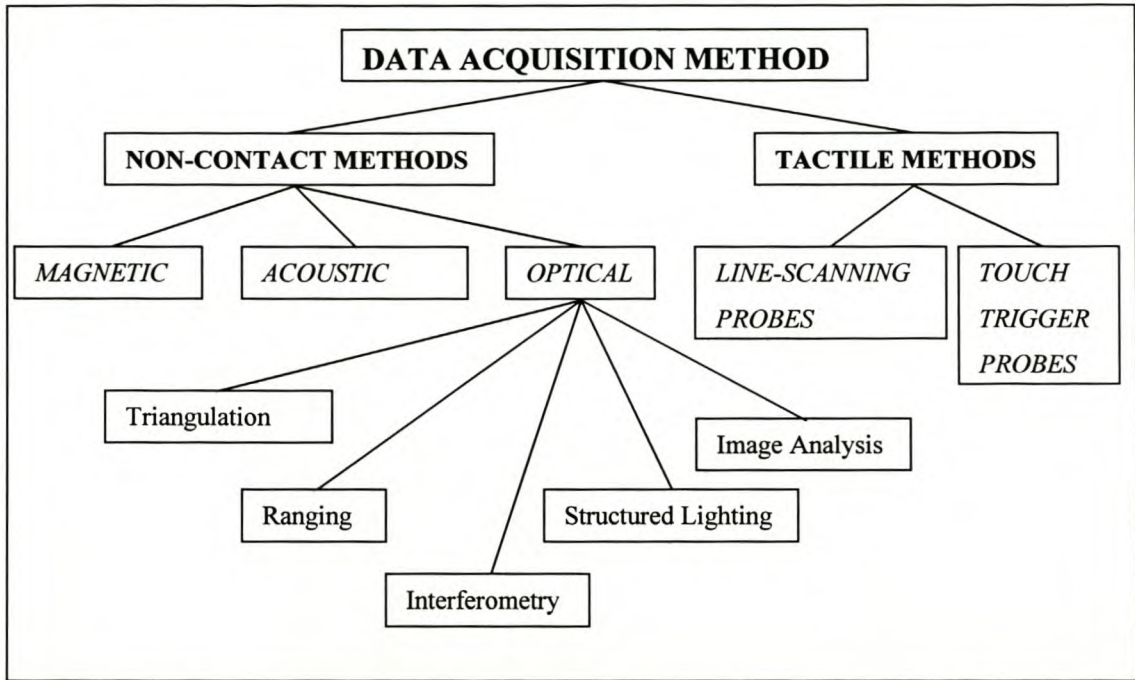 DATA ACQUISITION METHOD
NON-CONTACT METHODS
TACTILE METHODS
MAGNETIC
ACOUSTIC
OPTICAL
LINE-SCANNING
PROBES
TOUCH
TRIGGER
PROBES
Triangulation
Image Analysis
Ranging
Structured Lighting
Interferometry